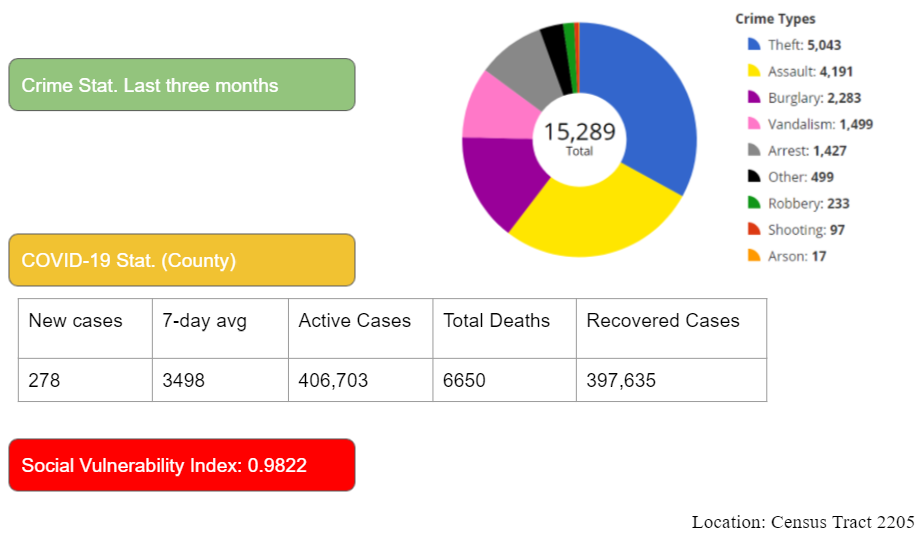 Crime Stat. Last three months
15,289
Total
Crime Types
Theft: 5,043
Assault: 4,191
Burglary: 2,283
Vandalism: 1,499
Arrest: 1,427
Other: 499
Robbery: 233
Shooting: 97
Arson: 17
COVID-19 Stat. (County)
New cases 7-day avg Active Cases Total Deaths Recovered Cases
278 3498 406,703 6650 397,635
Social Vulnerability Index: 0.9822
Location: Census Tract 2205